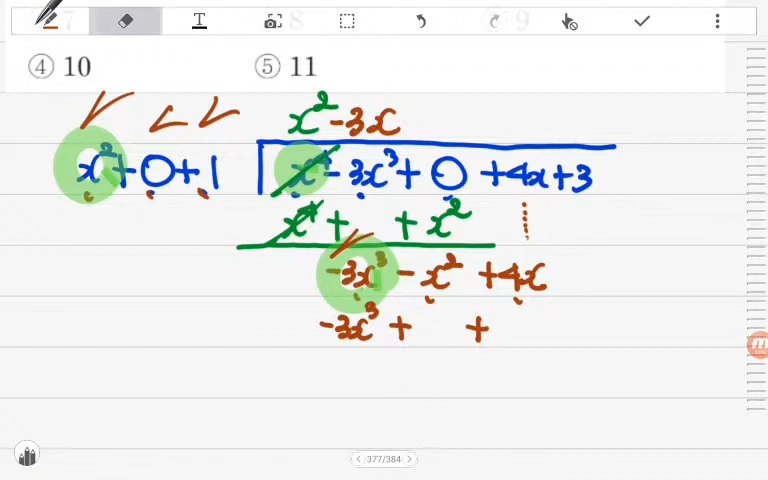 ④ 10 ⑤ 11
x² - 3x
x² + 0 + 1 x⁴ - 3x³ + 0 + 4x + 3
x⁴ + + x²
-3x³ - x² + 4x
-3x³ + +
377/384